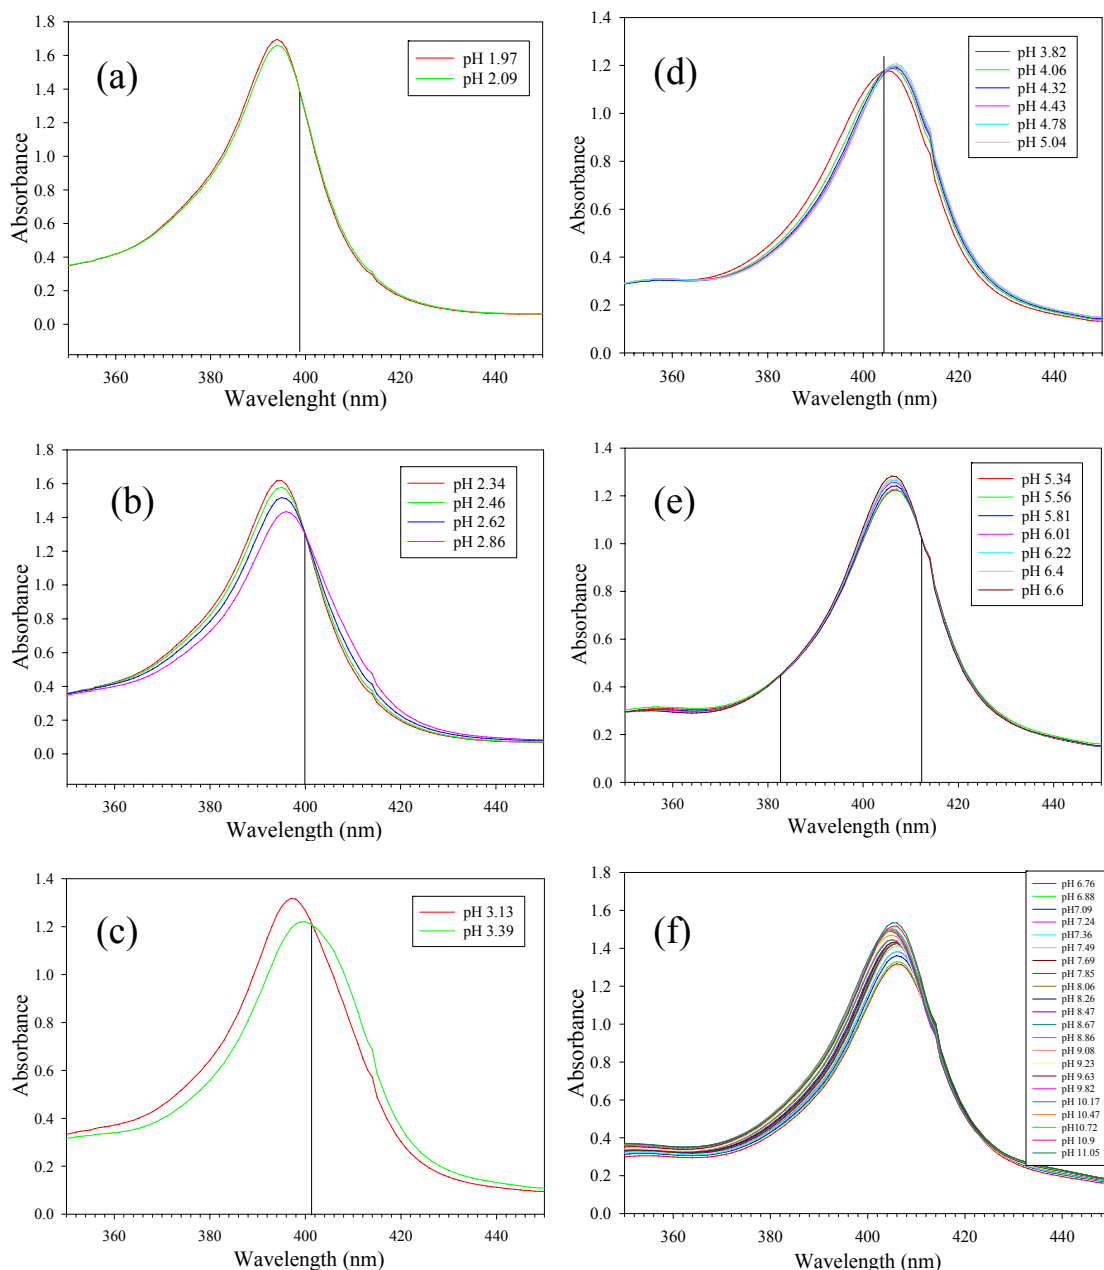 (a)
pH 1.97
pH 2.09
1.8
1.6
1.4
1.2
1.0
0.8
0.6
0.4
0.2
0.0
Absorbance
360 380 400 420 440
Wavelenght (nm)
(d)
pH 3.82
pH 4.06
pH 4.32
pH 4.43
pH 4.78
pH 5.04
1.4
1.2
1.0
0.8
0.6
0.4
0.2
0.0
Absorbance
360 380 400 420 440
Wavelength (nm)
(b)
pH 2.34
pH 2.46
pH 2.62
pH 2.86
1.8
1.6
1.4
1.2
1.0
0.8
0.6
0.4
0.2
0.0
Absorbance
360 380 400 420 440
Wavelength (nm)
(e)
pH 5.34
pH 5.56
pH 5.81
pH 6.01
pH 6.22
pH 6.4
pH 6.6
1.4
1.2
1.0
0.8
0.6
0.4
0.2
0.0
Absorbance
360 380 400 420 440
Wavelength (nm)
(c)
pH 3.13
pH 3.39
1.4
1.2
1.0
0.8
0.6
0.4
0.2
0.0
Absorbance
360 380 400 420 440
Wavelength (nm)
(f)
pH 6.76
pH 6.88
pH7.09
pH 7.24
pH7.36
pH 7.49
pH 7.69
pH 7.85
pH 8.06
pH 8.26
pH 8.47
pH 8.67
pH 8.86
pH 9.08
pH 9.23
pH 9.63
pH 9.82
pH 10.17
pH 10.47
pH10.72
pH 10.9
pH 11.05
1.8
1.6
1.4
1.2
1.0
0.8
0.6
0.4
0.2
0.0
Absorbance
360 380 400 420 440
Wavelength (nm)